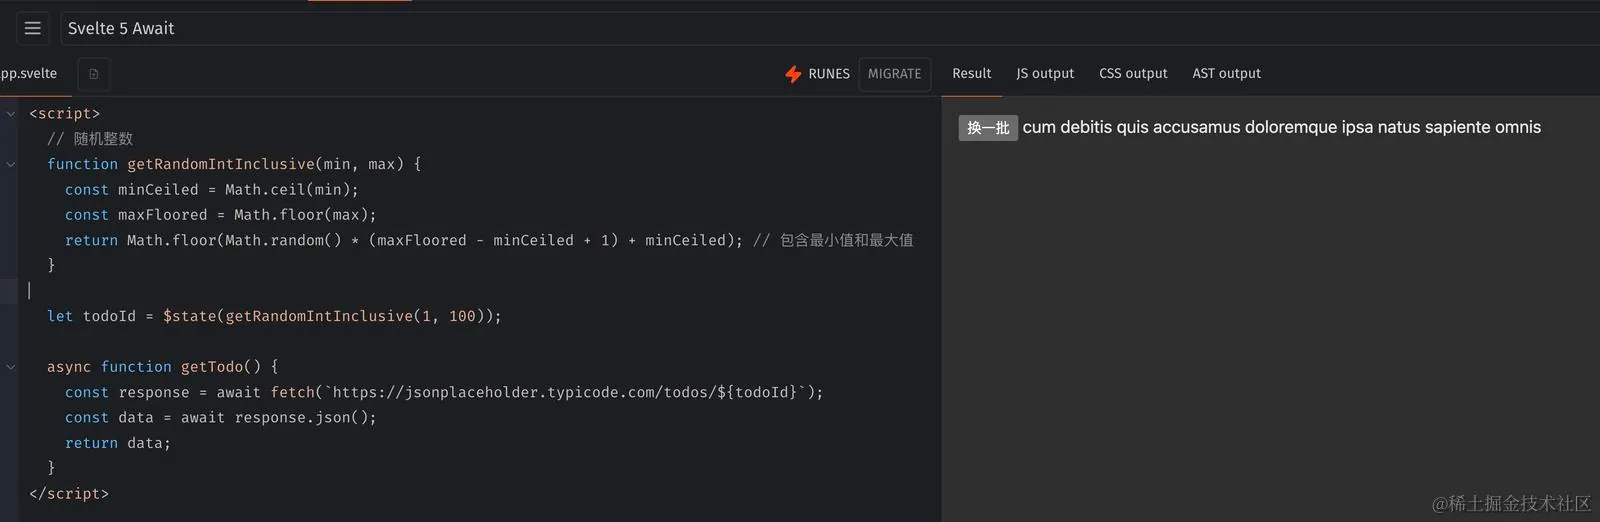 Svelte 5 Await
pp.svelte
RUNES
MIGRATE
Result
JS output
CSS output
AST output
<script>
// 随机整数
function getRandomIntInclusive(min, max) {
const minCeiled = Math.ceil(min);
const maxFloored = Math.floor(max);
return Math.floor(Math.random() * (maxFloored - minCeiled + 1) + minCeiled); // 包含最小值和最大值
}
let todoId = $state(getRandomIntInclusive(1, 100));
async function getTodo() {
const response = await fetch(`https://jsonplaceholder.typicode.com/todos/${todoId}`);
const data = await response.json();
return data;
}
</script>
换一批 cum debitis quis accusamus doloremque ipsa natus sapiente omnis
@稀土掘金技术社区